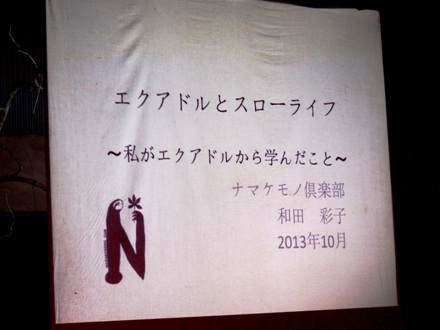 エクアドルとスローライフ
～私がエクアドルから学んだこと～
ナマケモノ倶楽部
和田　彩子
2013年10月